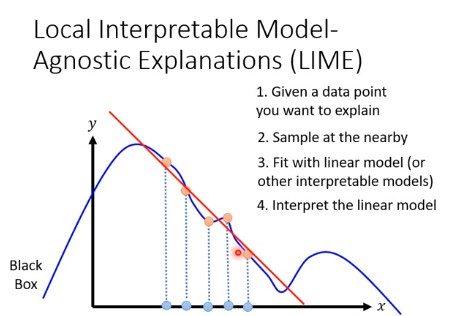 Local Interpretable Model-
Agnostic Explanations (LIME)
1. Given a data point
you want to explain
2. Sample at the nearby
3. Fit with linear model (or
other interpretable models)
4. Interpret the linear model
y
Black
Box
x